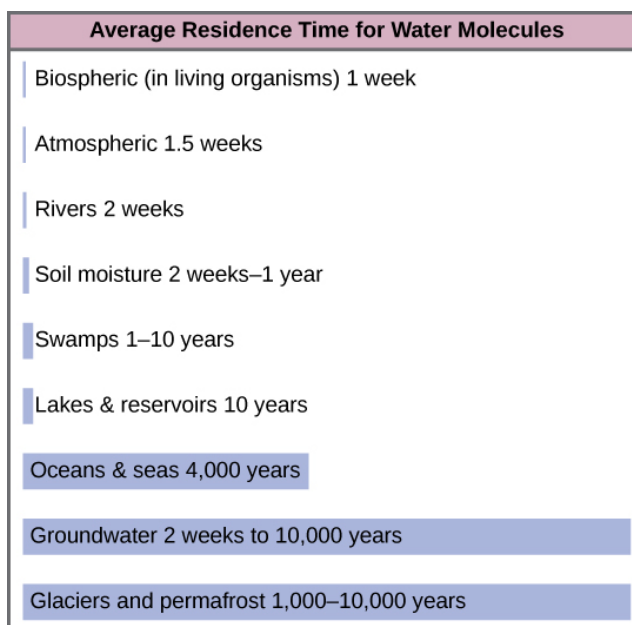 Average Residence Time for Water Molecules
Biospheric (in living organisms) 1 week
Atmospheric 1.5 weeks
Rivers 2 weeks
Soil moisture 2 weeks–1 year
Swamps 1–10 years
Lakes & reservoirs 10 years
Oceans & seas 4,000 years
Groundwater 2 weeks to 10,000 years
Glaciers and permafrost 1,000–10,000 years